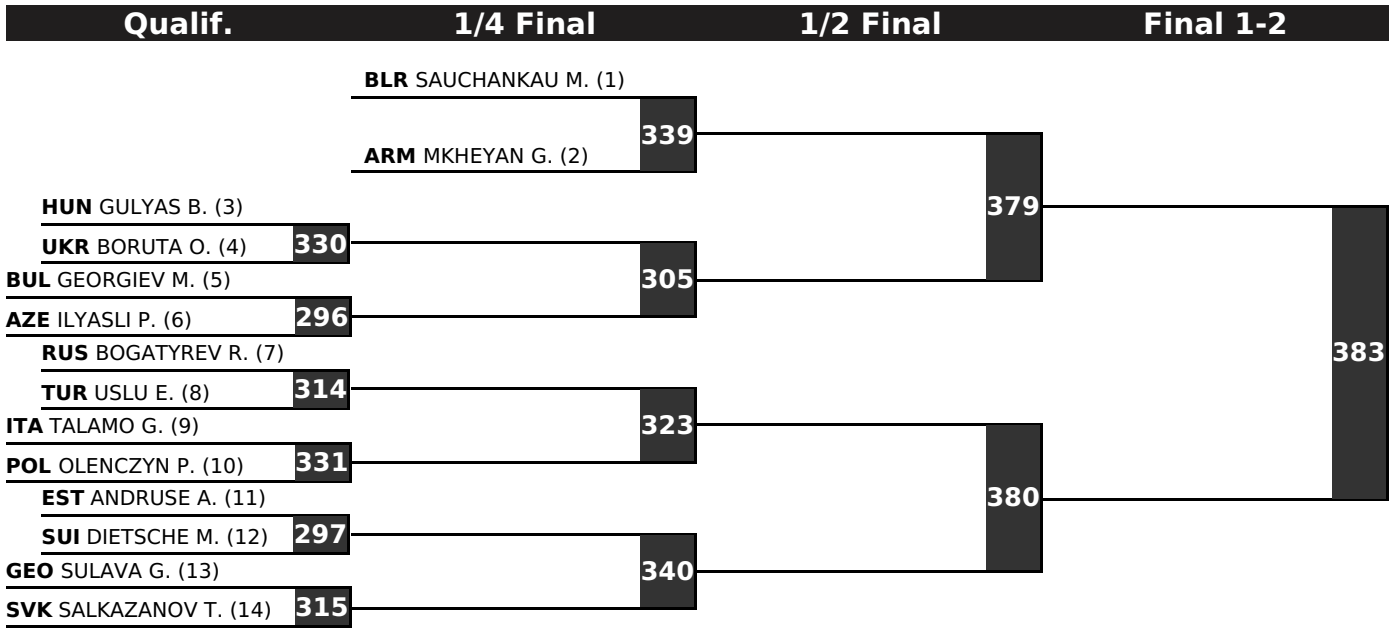 Qualif. 1/4 Final 1/2 Final Final 1-2
BLR SAUCHANKAU M. (1)
339
ARM MKHEYAN G. (2)
HUN GULYAS B. (3)
379
UKR BORUTA O. (4) 330
BUL GEORGIEV M. (5)
305
AZE ILYASLI P. (6) 296
RUS BOGATYREV R. (7)
383
TUR USLU E. (8) 314
ITA TALAMO G. (9)
323
POL OLENCZYN P. (10) 331
EST ANDRUSE A. (11)
380
SUI DIETSCHE M. (12) 297
GEO SULAVA G. (13)
340
SVK SALKAZANOV T. (14) 315